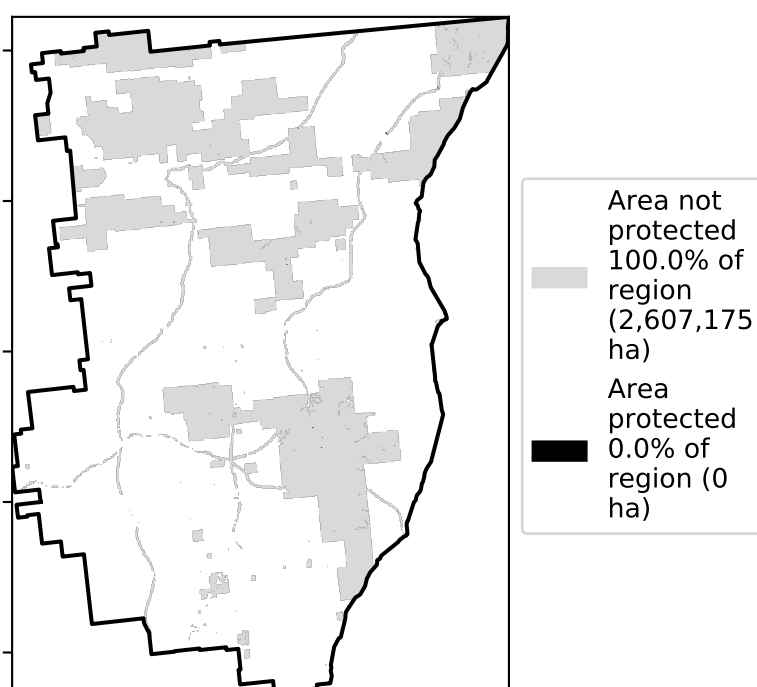 Area not
protected
100.0% of
region
(2,607,175
ha)
Area
protected
0.0% of
region (0
ha)